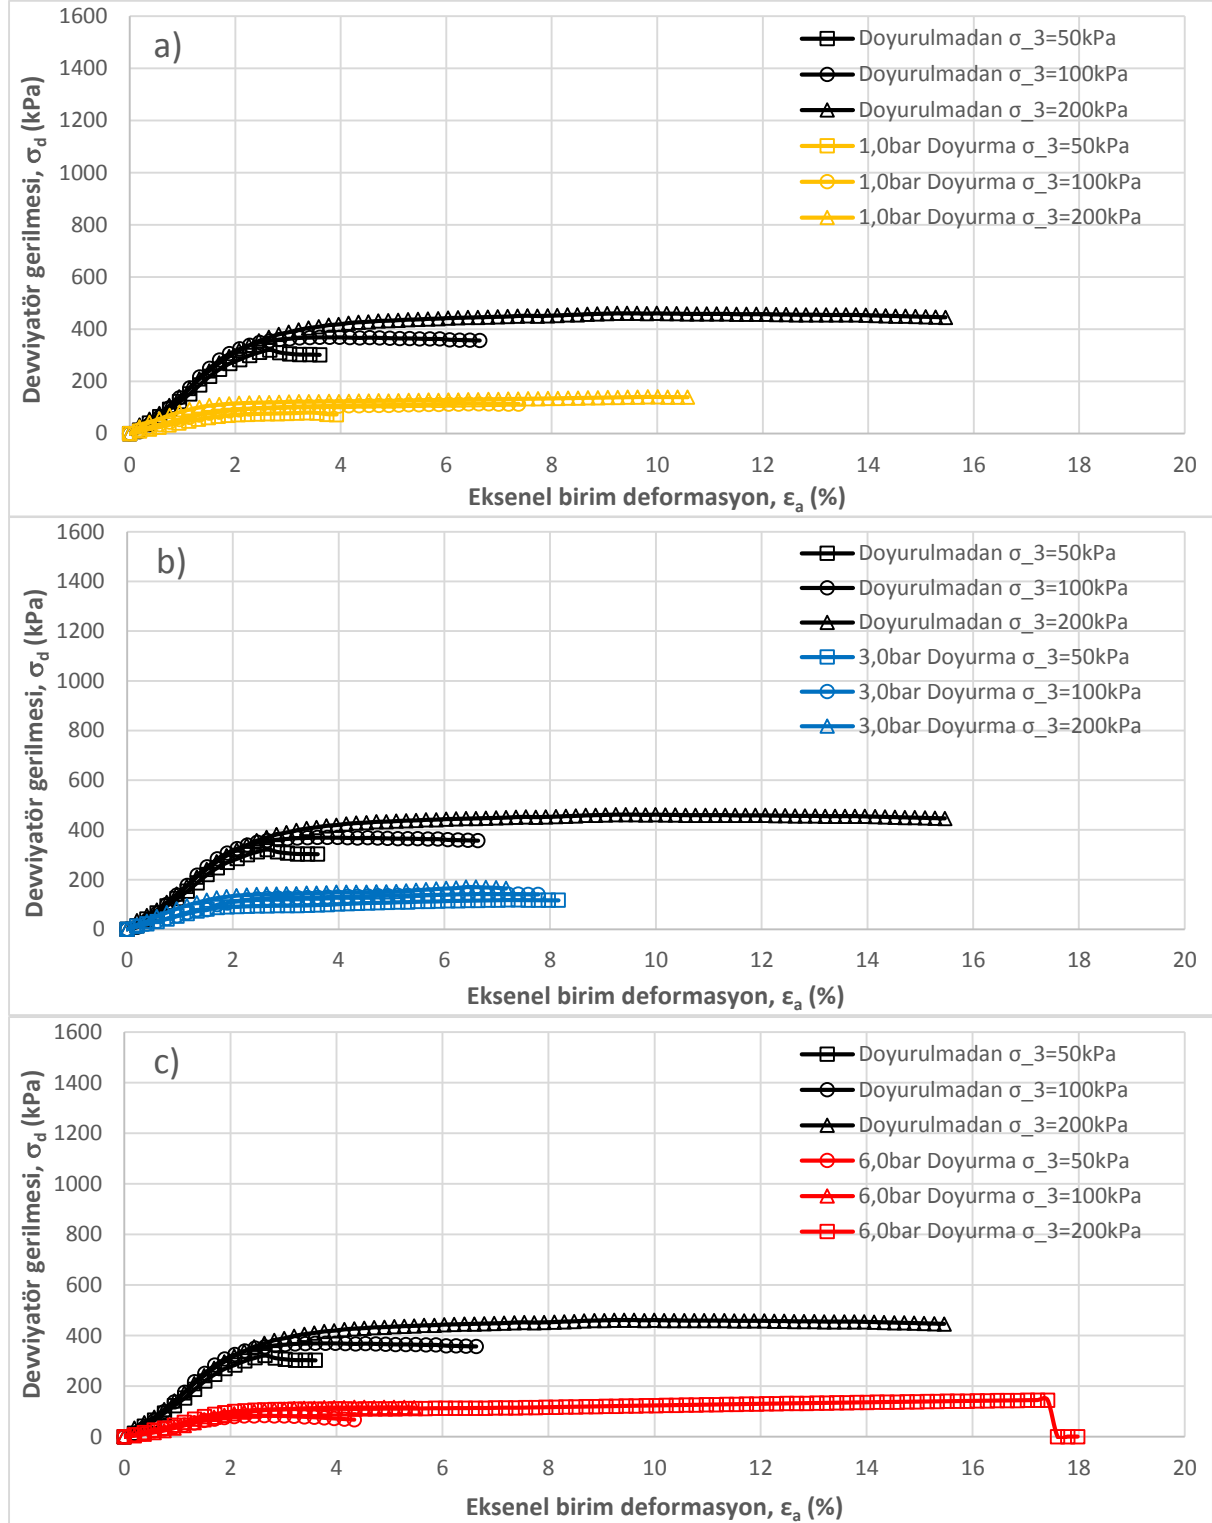 a)
Devviyatör gerilmesi, σd (kPa)
1600
1400
1200
1000
800
600
400
200
0
Doyurulmadan σ_3=50kPa
Doyurulmadan σ_3=100kPa
Doyurulmadan σ_3=200kPa
1,0bar Doyurma σ_3=50kPa
1,0bar Doyurma σ_3=100kPa
1,0bar Doyurma σ_3=200kPa
0 2 4 6 8 10 12 14 16 18 20
Eksenel birim deformasyon, εa (%)
b)
Devviyatör gerilmesi, σd (kPa)
1600
1400
1200
1000
800
600
400
200
0
Doyurulmadan σ_3=50kPa
Doyurulmadan σ_3=100kPa
Doyurulmadan σ_3=200kPa
3,0bar Doyurma σ_3=50kPa
3,0bar Doyurma σ_3=100kPa
3,0bar Doyurma σ_3=200kPa
0 2 4 6 8 10 12 14 16 18 20
Eksenel birim deformasyon, εa (%)
c)
Devviyatör gerilmesi, σd (kPa)
1600
1400
1200
1000
800
600
400
200
0
Doyurulmadan σ_3=50kPa
Doyurulmadan σ_3=100kPa
Doyurulmadan σ_3=200kPa
6,0bar Doyurma σ_3=50kPa
6,0bar Doyurma σ_3=100kPa
6,0bar Doyurma σ_3=200kPa
0 2 4 6 8 10 12 14 16 18 20
Eksenel birim deformasyon, εa (%)